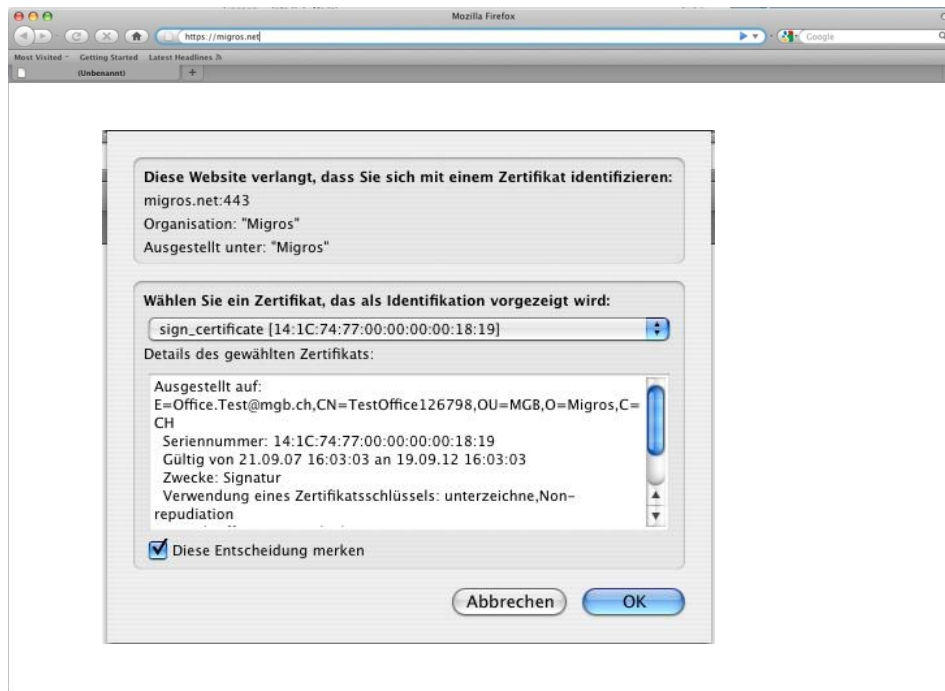 Mozilla Firefox
https://migros.net
Google
Most Visited
Getting Started
Latest Headlines
(Unbenannt)
Diese Website verlangt, dass Sie sich mit einem Zertifikat identifizieren:
migros.net:443
Organisation: "Migros"
Ausgestellt unter: "Migros"
Wählen Sie ein Zertifikat, das als Identifikation vorgezeigt wird:
sign_certificate [14:1C:74:77:00:00:00:00:18:19]
Details des gewählten Zertifikats:
Ausgestellt auf:
E=Office.Test@mgb.ch,CN=TestOffice126798,OU=MGB,O=Migros,C=
CH
Seriennummer: 14:1C:74:77:00:00:00:00:18:19
Gültig von 21.09.07 16:03:03 an 19.09.12 16:03:03
Zwecke: Signatur
Verwendung eines Zertifikatsschlüssels: unterzeichne,Non-
repudiation
Diese Entscheidung merken
Abbrechen
OK